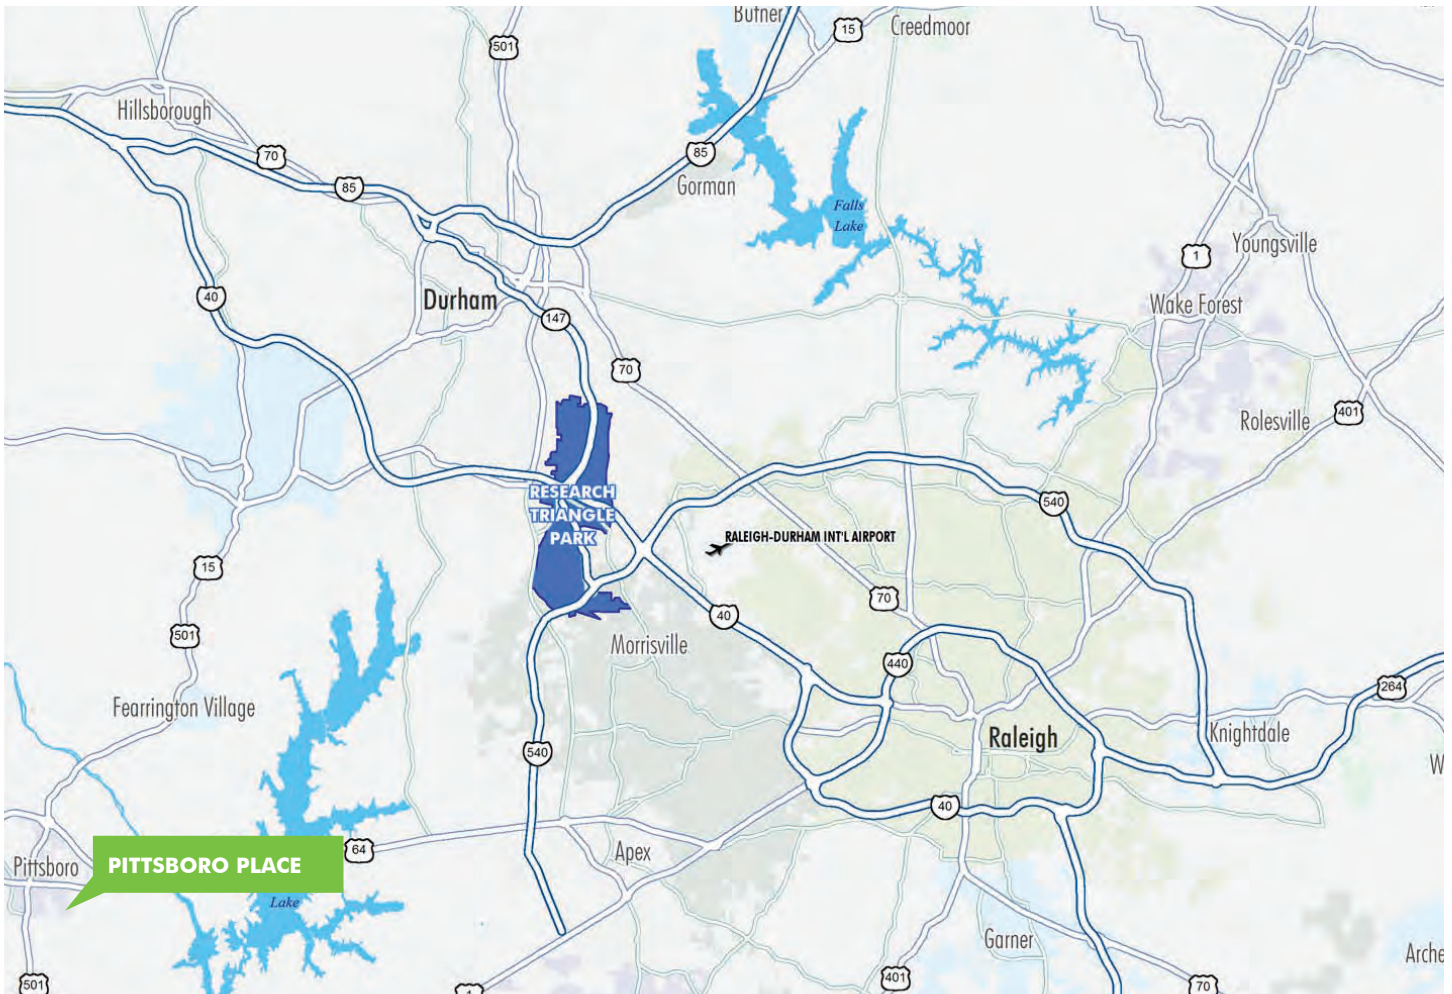 Butner
15
Creedmoor
501
Hillsborough
70
85
85
Gorman
Falls
Lake
Youngsville
1
40
Durham
147
Wake Forest
70
401
Rolesville
RESEARCH
TRIANGLE
PARK
540
RALEIGH-DURHAM INT'L AIRPORT
15
70
40
501
Morrisville
440
264
Fearrington Village
540
Raleigh
Knightdale
W
40
64
Apex
Pittsboro
PITTSBORO PLACE
Lake
Garner
Arche
501
1
401
70